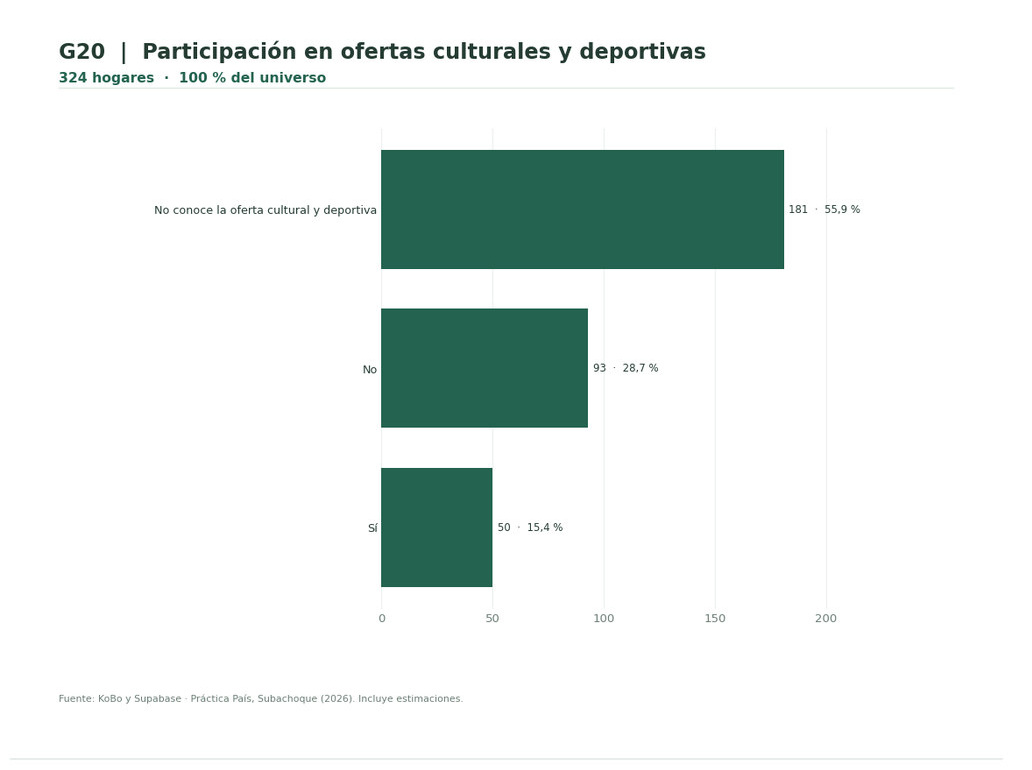 G20 | Participación en ofertas culturales y deportivas
324 hogares · 100 % del universo
No conoce la oferta cultural y deportiva
181 · 55,9 %
No
93 · 28,7 %
Sí
50 · 15,4 %
0 50 100 150 200
Fuente: KoBo y Supabase · Práctica País, Subachoque (2026). Incluye estimaciones.